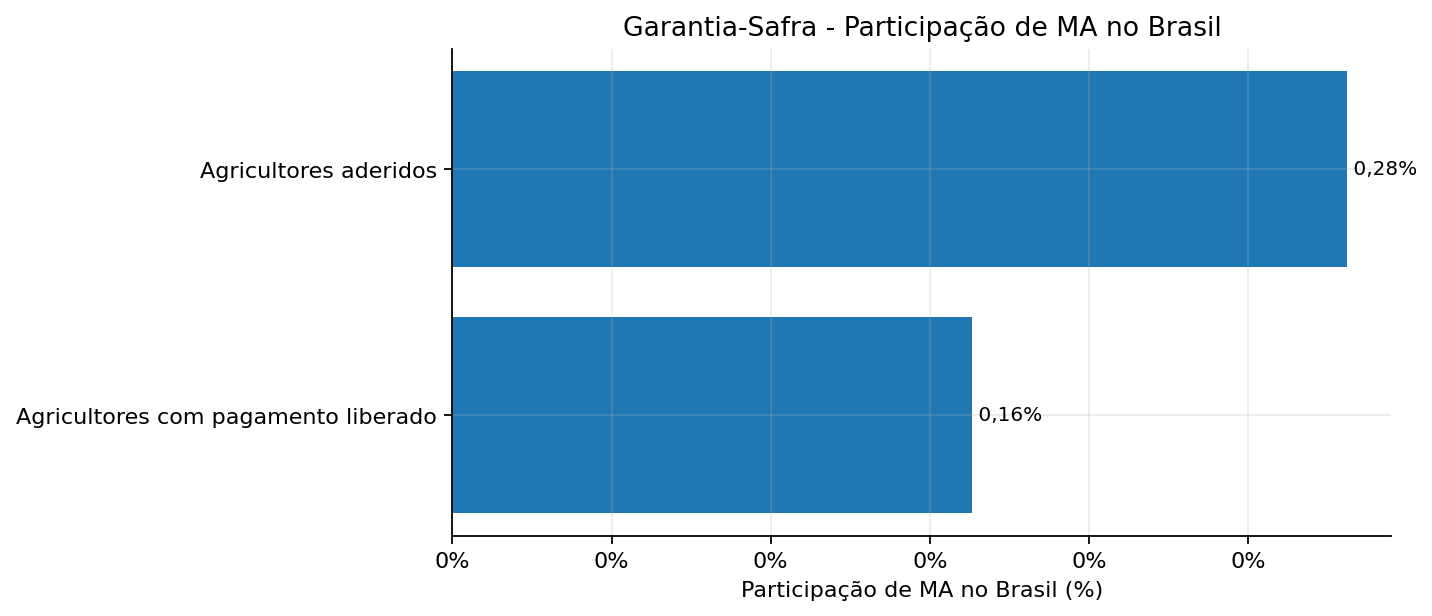 Garantia-Safra - Participação de MA no Brasil
Agricultores aderidos
0,28%
Agricultores com pagamento liberado
0,16%
0% 0% 0% 0% 0% 0%
Participação de MA no Brasil (%)